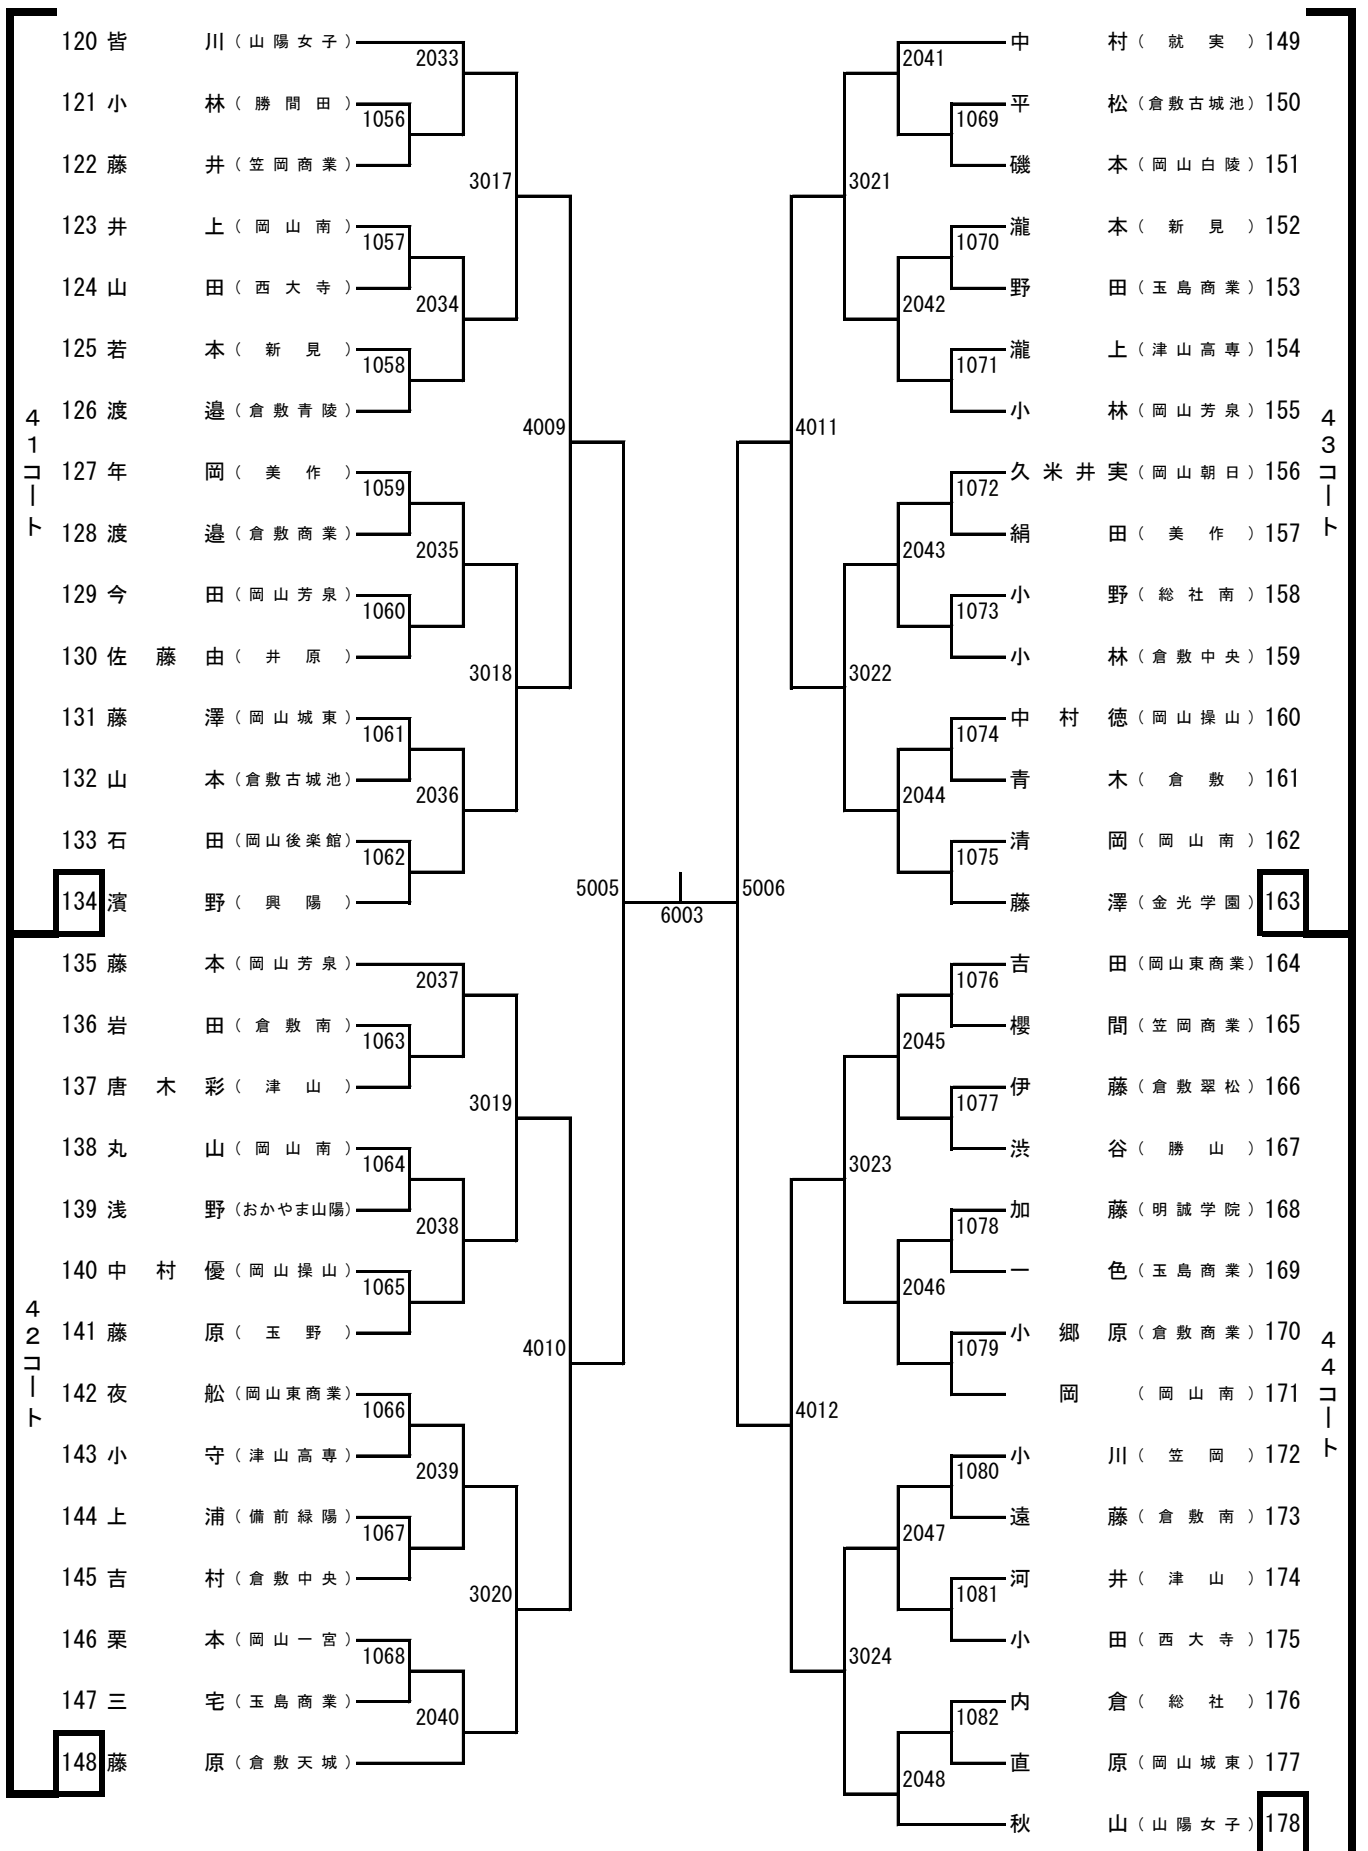 41コート
120 皆川（山陽女子）
2033
121 小林（勝間田）
1056
122 藤井（笠岡商業）
3017
123 井上（岡山南）
1057
124 山田（西大寺）
2034
125 若本（新見）
1058
126 渡邉（倉敷青陵）
4009
127 年岡（美作）
1059
128 渡邉（倉敷商業）
2035
129 今田（岡山芳泉）
1060
130 佐藤由（井原）
3018
131 藤澤（岡山城東）
1061
132 山本（倉敷古城池）
2036
133 石田（岡山後楽館）
1062
134 濱野（興陽）
5005
42コート
135 藤本（岡山芳泉）
2037
136 岩田（倉敷南）
1063
137 唐木彩（津山）
3019
138 丸山（岡山南）
1064
139 浅野（おかやま山陽）
2038
140 中村優（岡山操山）
1065
141 藤原（玉野）
4010
142 夜舩（岡山東商業）
1066
143 小守（津山高専）
2039
144 上浦（備前緑陽）
1067
145 吉村（倉敷中央）
3020
146 栗本（岡山一宮）
1068
147 三宅（玉島商業）
2040
148 藤原（倉敷天城）
6003
43コート
中村（就実）149
2041
平松（倉敷古城池）150
1069
磯本（岡山白陵）151
3021
瀧本（新見）152
1070
野田（玉島商業）153
2042
瀧上（津山高専）154
1071
小林（岡山芳泉）155
4011
久米井実（岡山朝日）156
1072
絹田（美作）157
2043
小野（総社南）158
1073
小林（倉敷中央）159
3022
中村徳（岡山操山）160
1074
青木（倉敷）161
2044
清岡（岡山南）162
1075
藤澤（金光学園）163
5006
44コート
吉田（岡山東商業）164
1076
櫻間（笠岡商業）165
2045
伊藤（倉敷翠松）166
1077
渋谷（勝山）167
3023
加藤（明誠学院）168
1078
一色（玉島商業）169
2046
小郷原（倉敷商業）170
1079
岡（岡山南）171
4012
小川（笠岡）172
1080
遠藤（倉敷南）173
2047
河井（津山）174
1081
小田（西大寺）175
3024
内倉（総社）176
1082
直原（岡山城東）177
2048
秋山（山陽女子）178